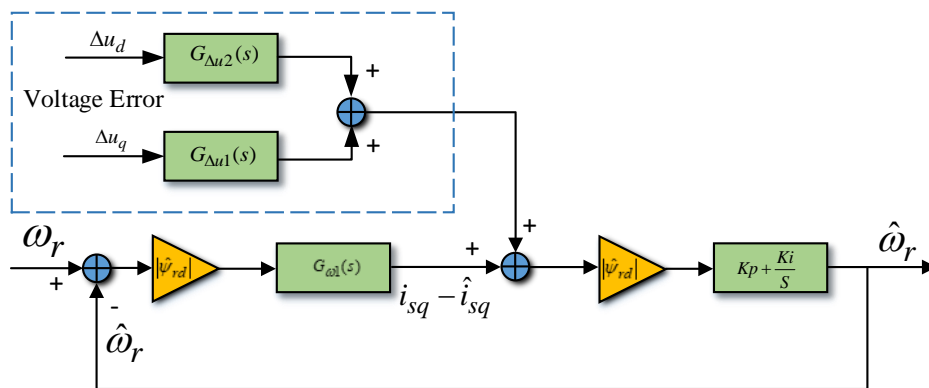 Δu_d
G_Δu2(s)
+
Voltage Error
Δu_q
G_Δu1(s)
+
ω_r
+
-
ω̂_r
|ψ̂_rd|
G_ω1(s)
+
i_sq − î_sq
+
|ψ̂_rd|
Kp + Ki/S
ω̂_r